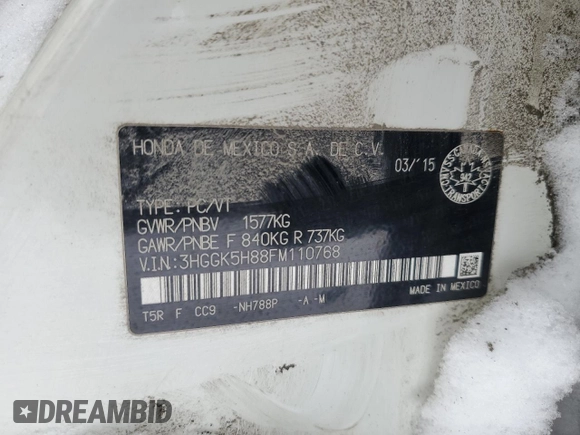 HONDA DE MEXICO S.A. DE C.V.
03/'15
TYPE: PC/VT
GVWR/PNBV 1577KG
GAWR/PNBE F 840KG R 737KG
V.I.N: 3HGGK5H88FM110768
T5R F CC9 -NH788P -A-M
MADE IN MEXICO
TRANSPORT
DREAMBID